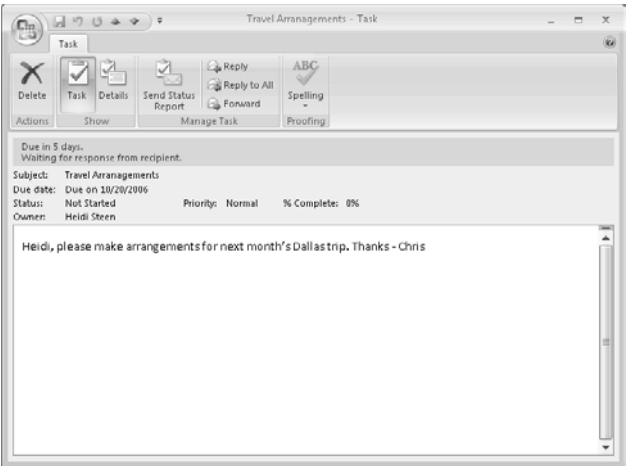 Travel Arrangements - Task
Task
Delete
Task
Details
Send Status
Report
Reply
Reply to All
Forward
ABC
Spelling
Actions
Show
Manage Task
Proofing
Due in 5 days.
Waiting for response from recipient.
Subject: Travel Arrangements
Due date: Due on 10/20/2006
Status: Not Started Priority: Normal % Complete: 0%
Owner: Heidi Steen
Heidi, please make arrangements for next month's Dallas trip. Thanks - Chris